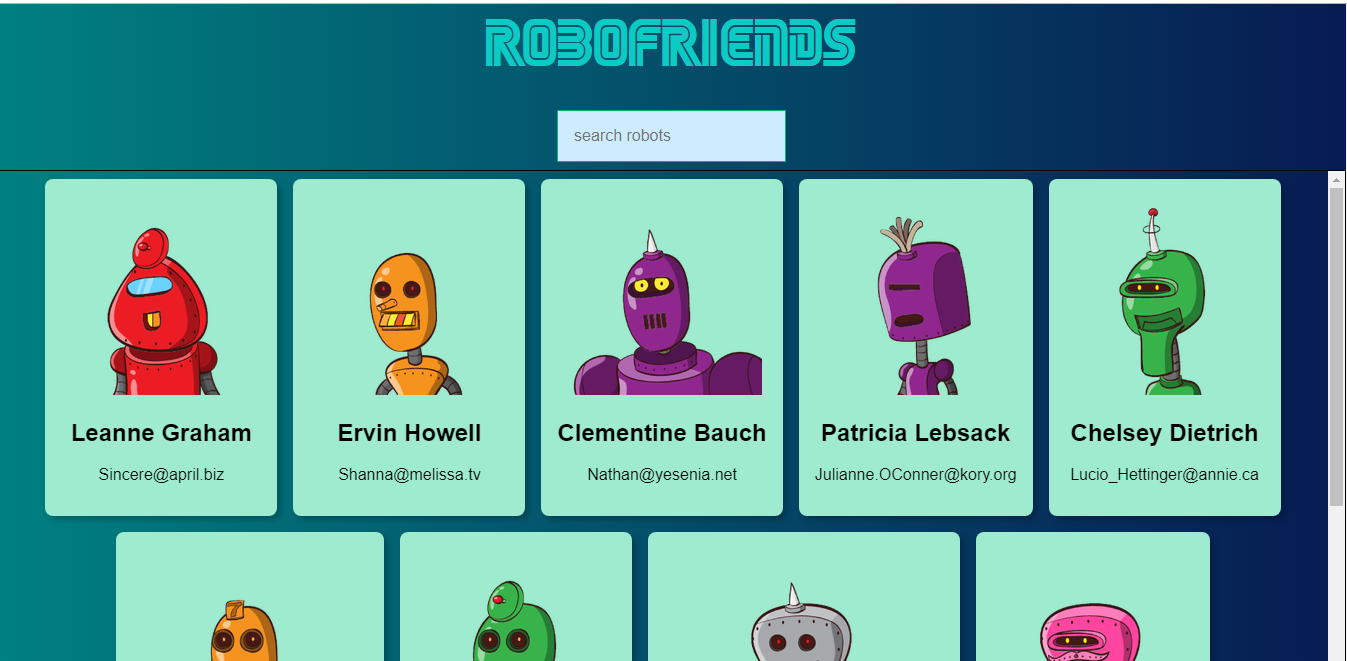 ROBOFRIENDS
search robots
Leanne Graham
Sincere@april.biz
Ervin Howell
Shanna@melissa.tv
Clementine Bauch
Nathan@yesenia.net
Patricia Lebsack
Julianne.OConner@kory.org
Chelsey Dietrich
Lucio_Hettinger@annie.ca
7